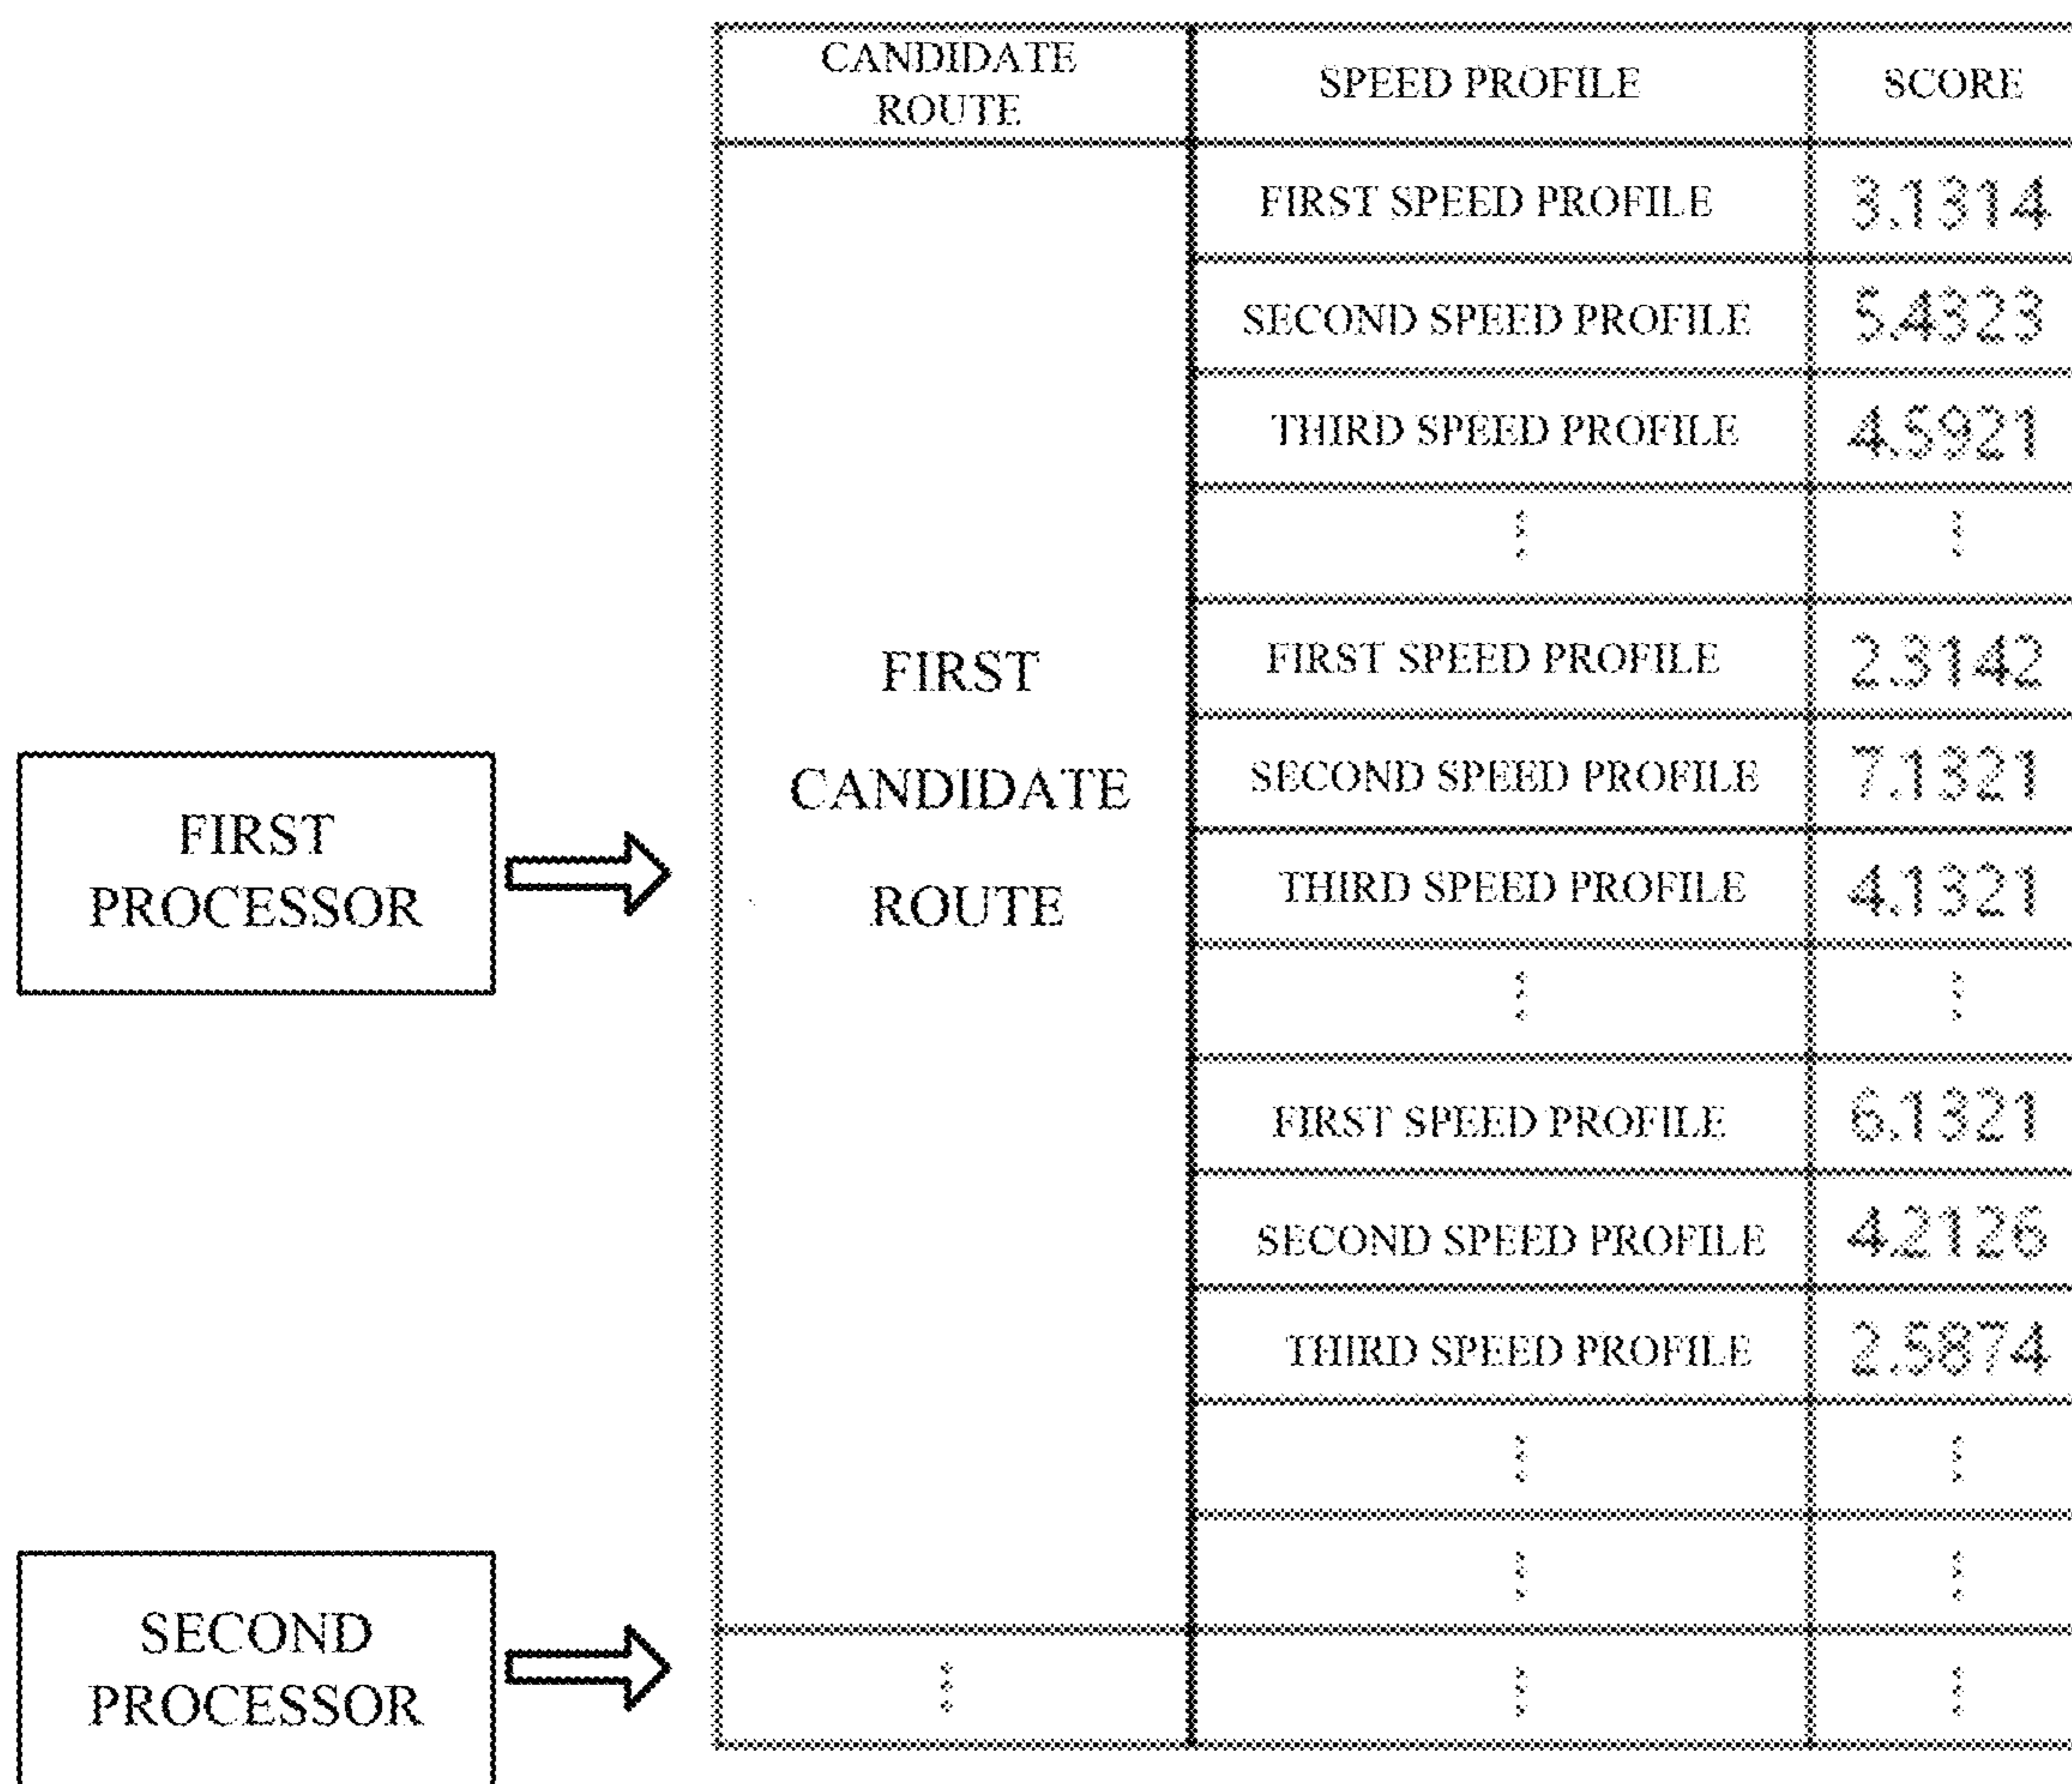 CANDIDATE
ROUTE
SPEED PROFILE
SCORE
FIRST SPEED PROFILE 3.1314
SECOND SPEED PROFILE 5.4323
THIRD SPEED PROFILE 4.5921
FIRST SPEED PROFILE 2.3142
SECOND SPEED PROFILE 7.1321
THIRD SPEED PROFILE 4.1321
FIRST SPEED PROFILE 6.1321
SECOND SPEED PROFILE 4.2126
THIRD SPEED PROFILE 2.5874
FIRST
CANDIDATE
ROUTE
FIRST
PROCESSOR
SECOND
PROCESSOR